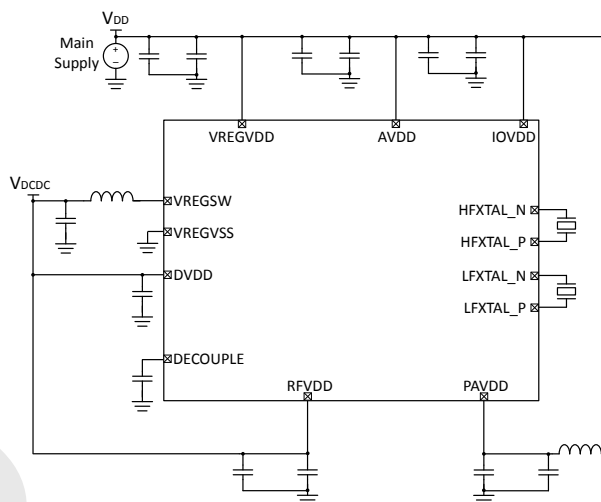 VDD
Main
Supply
+
−
VREGVDD
AVDD
IOVDD
VDCDC
VREGSW
VREGVSS
DVDD
DECOUPLE
HFXTAL_N
HFXTAL_P
LFXTAL_N
LFXTAL_P
RFVDD
PAVDD